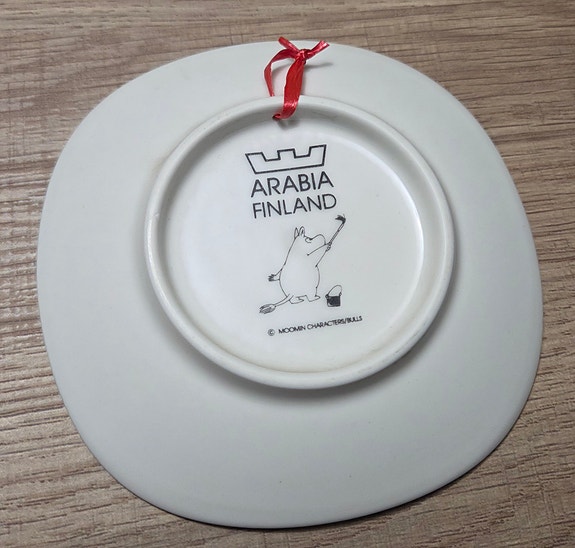 ARABIA
FINLAND
© MOOMIN CHARACTERS/BULLS